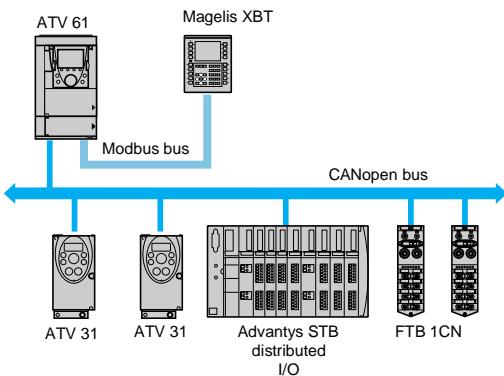 ATV 61
Magelis XBT
Modbus bus
CANopen bus
ATV 31
ATV 31
Advantys STB
distributed
I/O
FTB 1CN